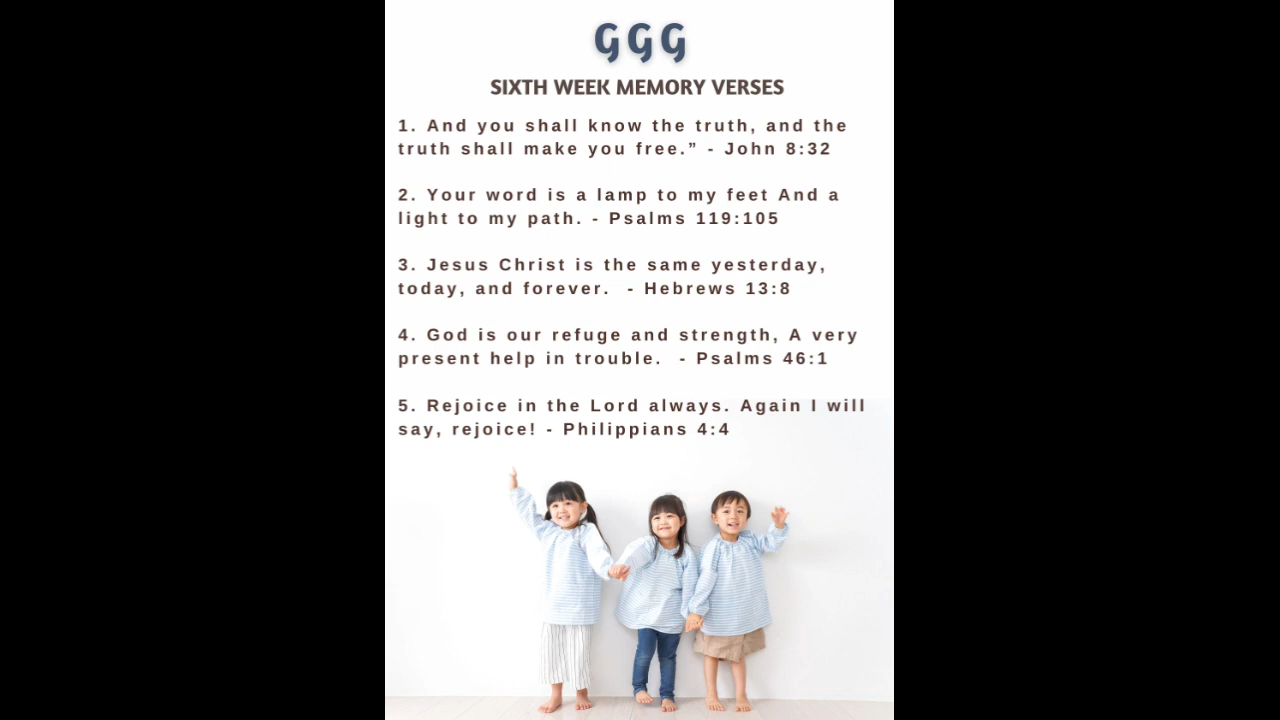 GGG
SIXTH WEEK MEMORY VERSES
1. And you shall know the truth, and the
truth shall make you free.” - John 8:32
2. Your word is a lamp to my feet And a
light to my path. - Psalms 119:105
3. Jesus Christ is the same yesterday,
today, and forever.  - Hebrews 13:8
4. God is our refuge and strength, A very
present help in trouble.  - Psalms 46:1
5. Rejoice in the Lord always. Again I will
say, rejoice! - Philippians 4:4